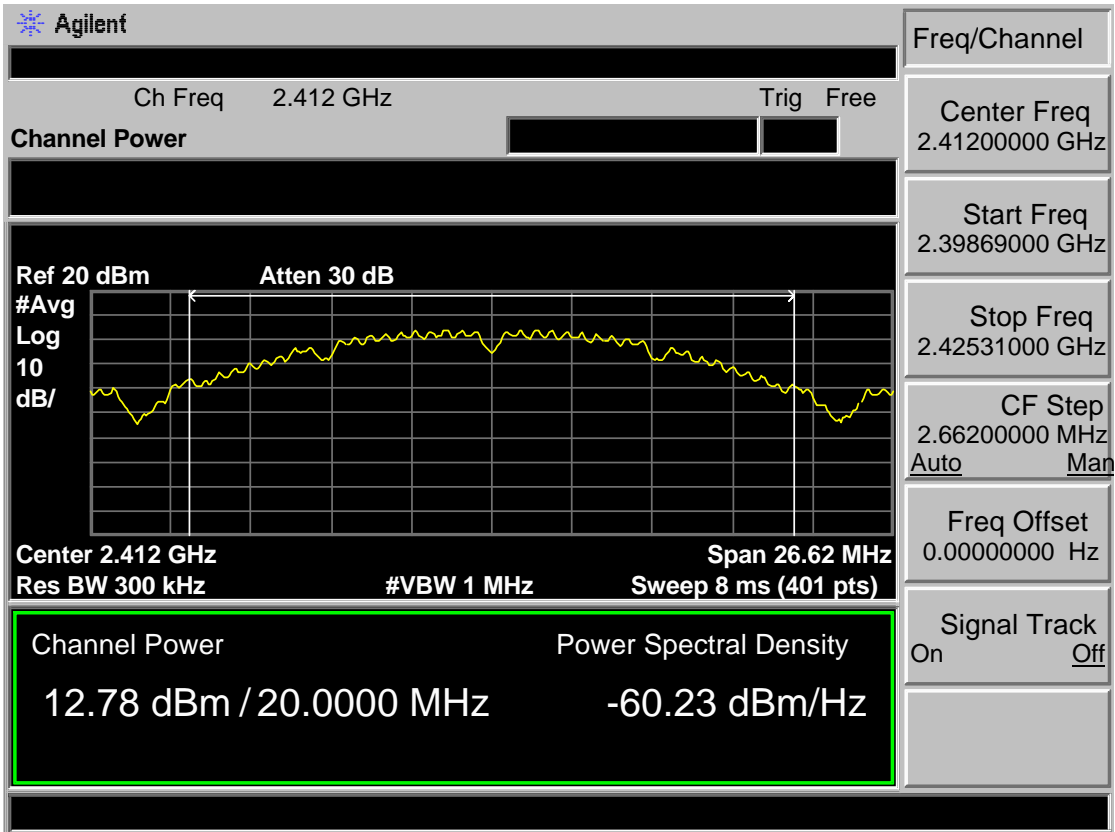 Agilent
Ch Freq 2.412 GHz Trig Free
Channel Power
Ref 20 dBm Atten 30 dB
#Avg
Log
10
dB/
Center 2.412 GHz Span 26.62 MHz
Res BW 300 kHz #VBW 1 MHz Sweep 8 ms (401 pts)
Channel Power Power Spectral Density
12.78 dBm / 20.0000 MHz -60.23 dBm/Hz
Freq/Channel
Center Freq
2.41200000 GHz
Start Freq
2.39869000 GHz
Stop Freq
2.42531000 GHz
CF Step
2.66200000 MHz
Auto Man
Freq Offset
0.00000000 Hz
Signal Track
On Off